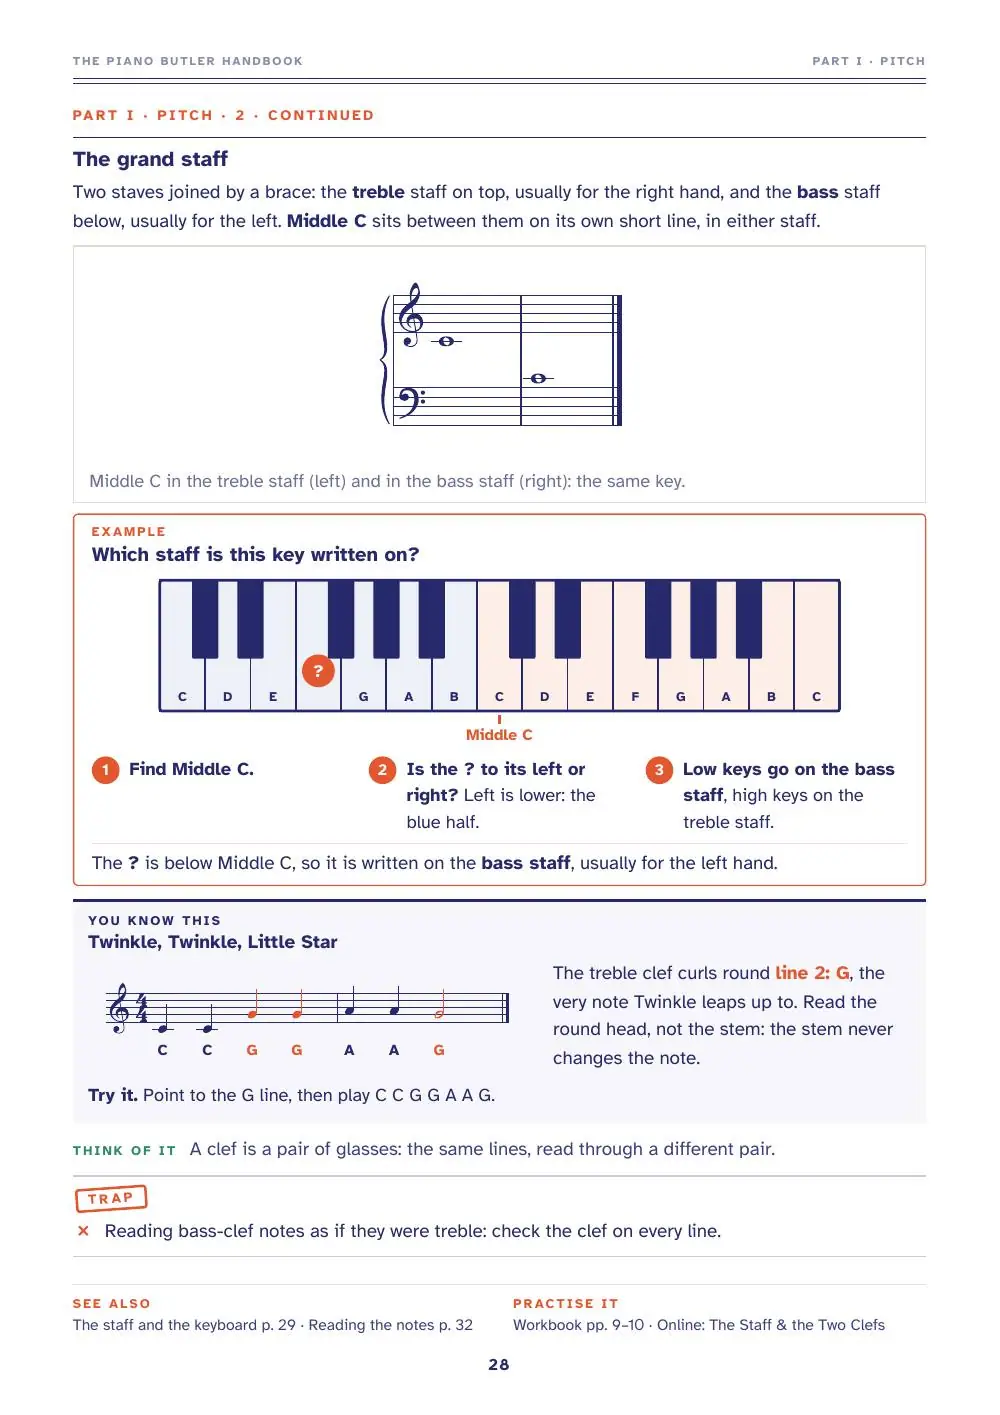 THE PIANO BUTLER HANDBOOK
PART I · PITCH
PART I · PITCH · 2 · CONTINUED
The grand staff
Two staves joined by a brace: the treble staff on top, usually for the right hand, and the bass staff
below, usually for the left. Middle C sits between them on its own short line, in either staff.
Middle C in the treble staff (left) and in the bass staff (right): the same key.
EXAMPLE
Which staff is this key written on?
?
C D E G A B C D E F G A B C
Middle C
1 Find Middle C.
2 Is the ? to its left or
right? Left is lower: the
blue half.
3 Low keys go on the bass
staff, high keys on the
treble staff.
The ? is below Middle C, so it is written on the bass staff, usually for the left hand.
YOU KNOW THIS
Twinkle, Twinkle, Little Star
4
4
C C G G A A G
The treble clef curls round line 2: G, the
very note Twinkle leaps up to. Read the
round head, not the stem: the stem never
changes the note.
Try it. Point to the G line, then play C C G G A A G.
THINK OF IT A clef is a pair of glasses: the same lines, read through a different pair.
TRAP
× Reading bass-clef notes as if they were treble: check the clef on every line.
SEE ALSO
The staff and the keyboard p. 29 · Reading the notes p. 32
PRACTISE IT
Workbook pp. 9–10 · Online: The Staff & the Two Clefs
28